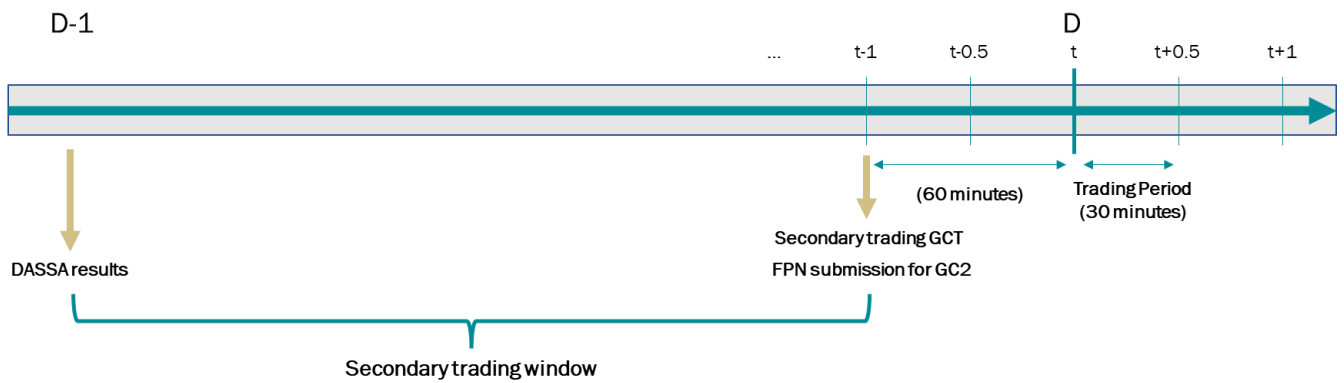 D-1
D
...
t-1
t-0.5
t
t+0.5
t+1
(60 minutes)
Trading Period
(30 minutes)
Secondary trading GCT
DASSA results
FPN submission for GC2
Secondary trading window